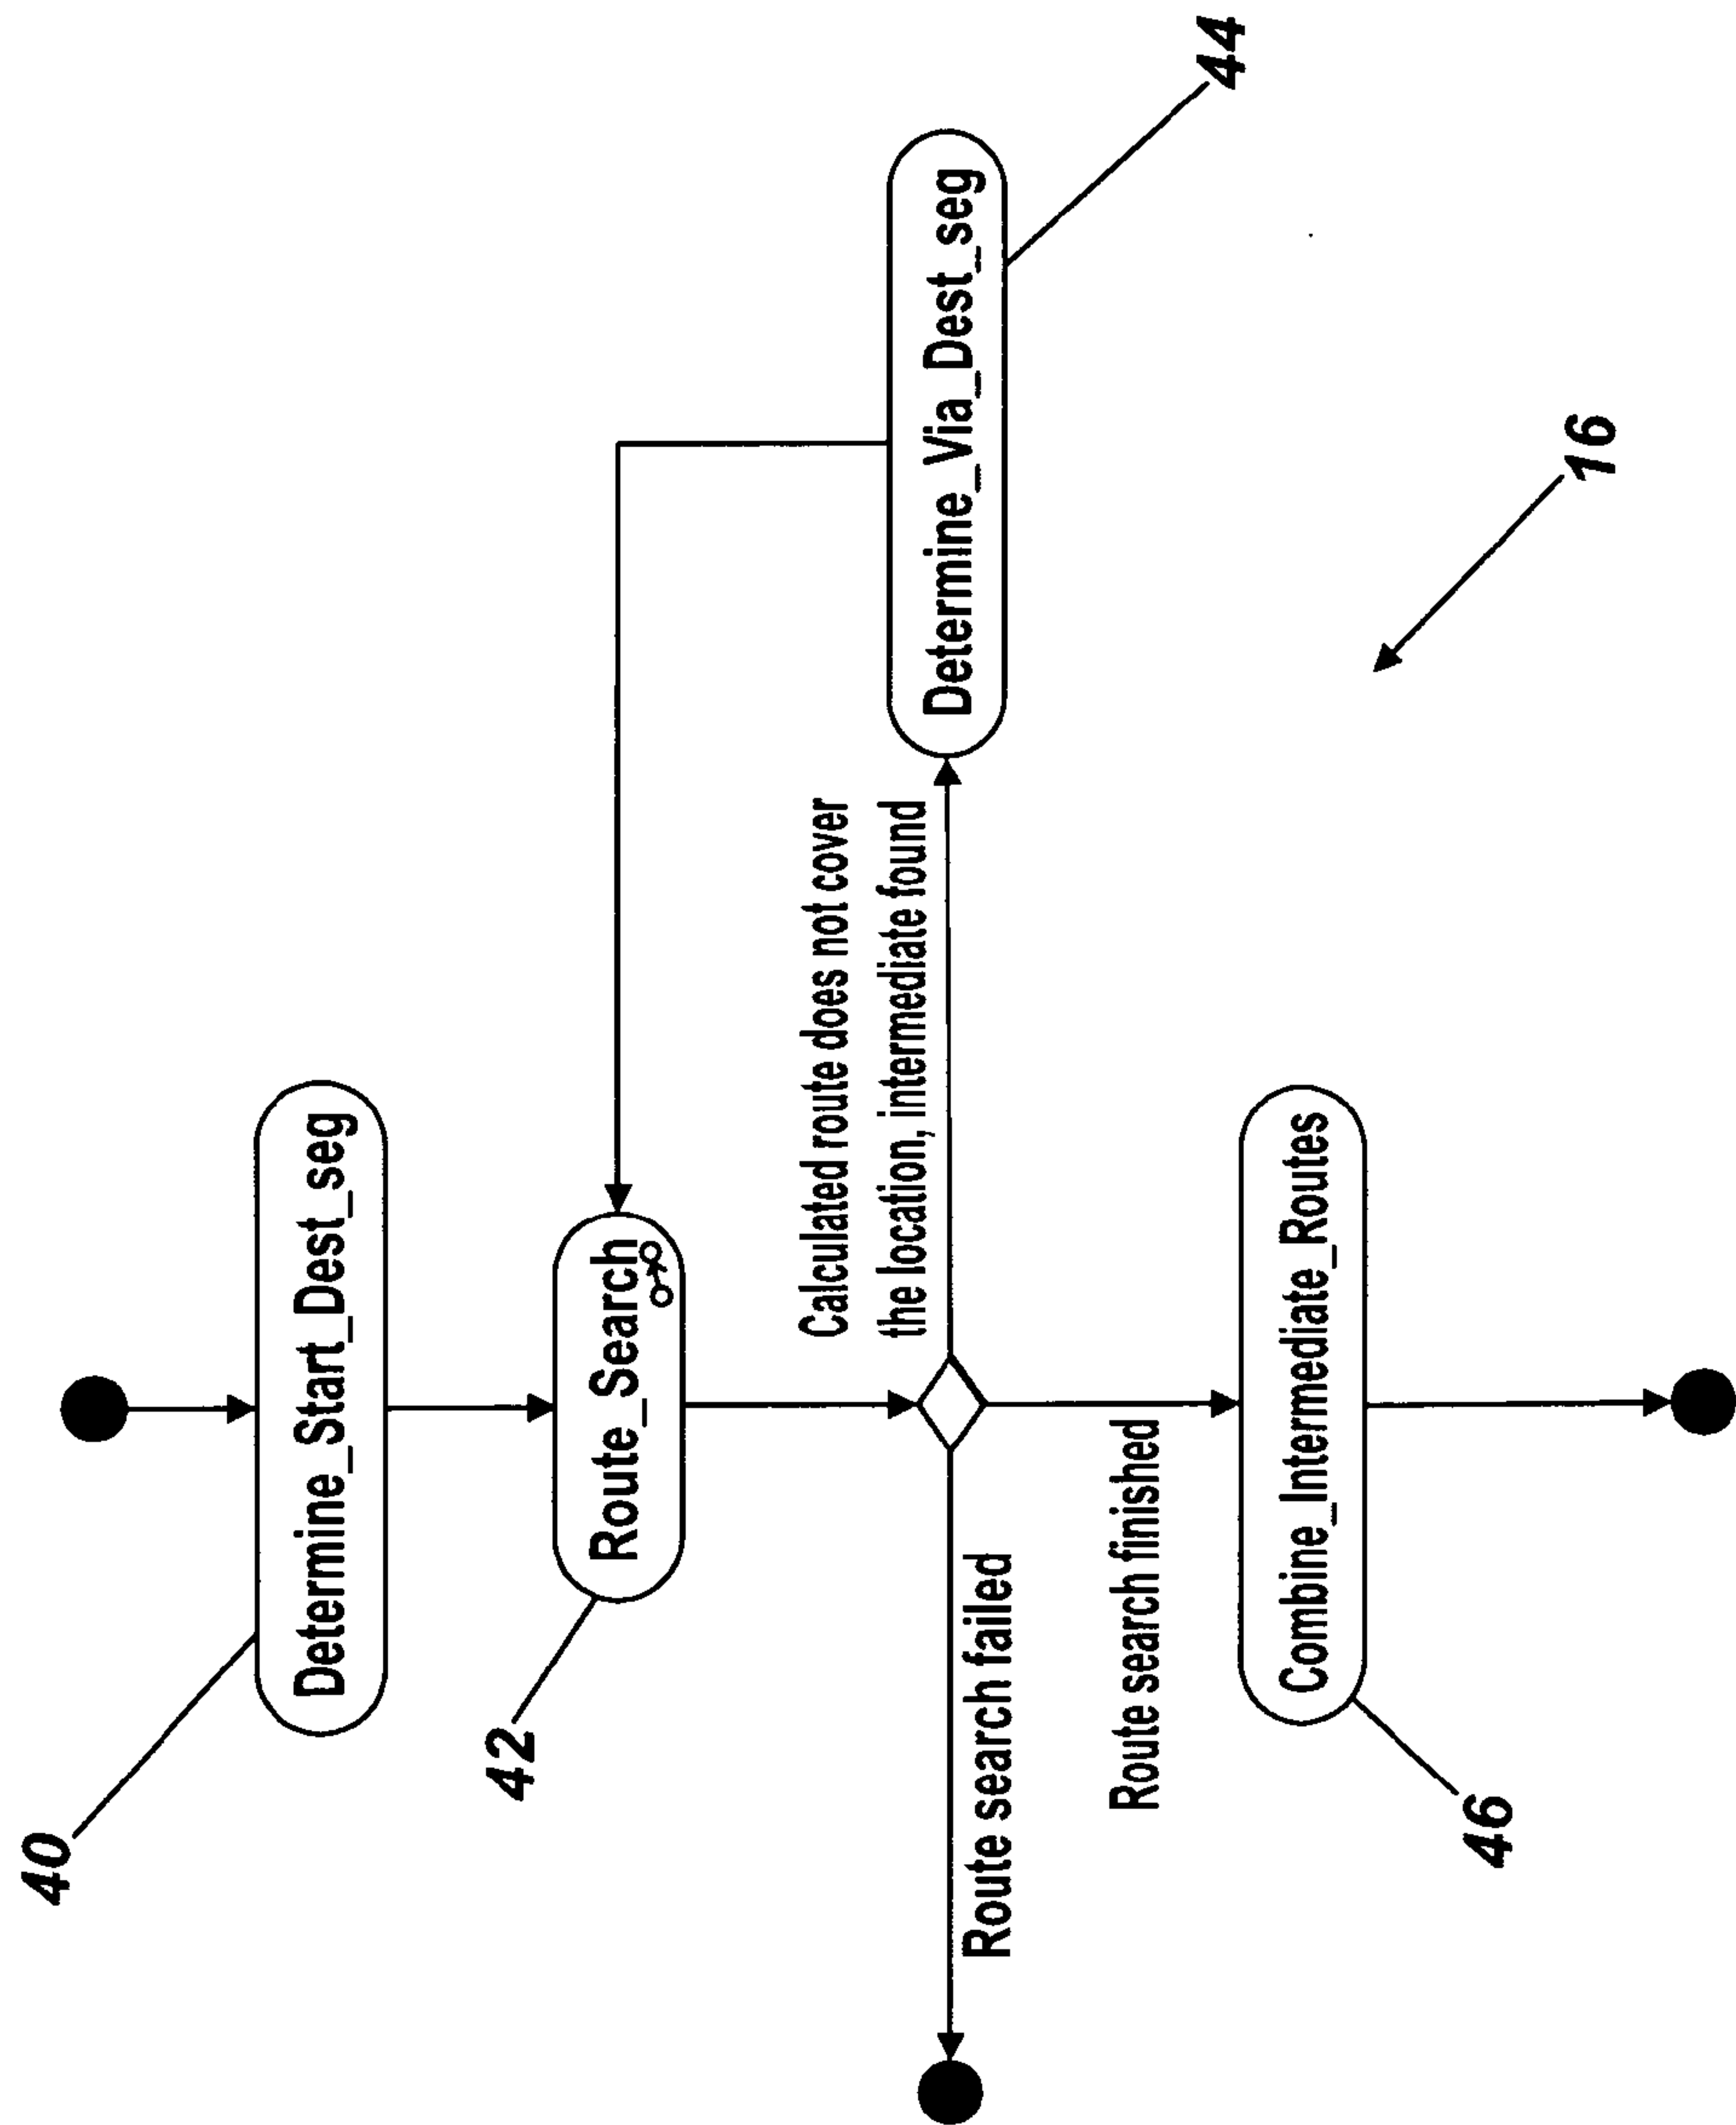 40
Determine_Start_Dest_seg
42
Route_Search
Calculated route does not cover
the location, intermediate found
Determine_Via_Dest_seg
44
Route search failed
Route search finished
Combine_Intermediate_Routes
46
16